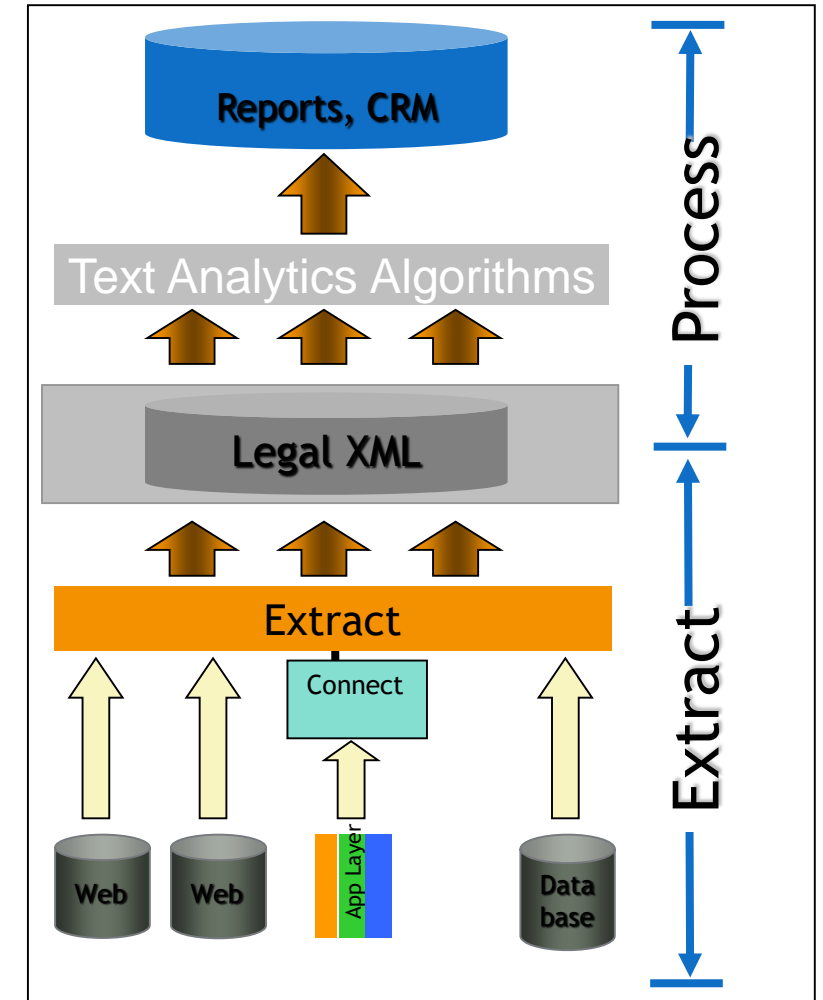 Reports, CRM
Process
Text Analytics Algorithms
Legal XML
Extract
Extract
Connect
App Layer
Web
Web
Data
base